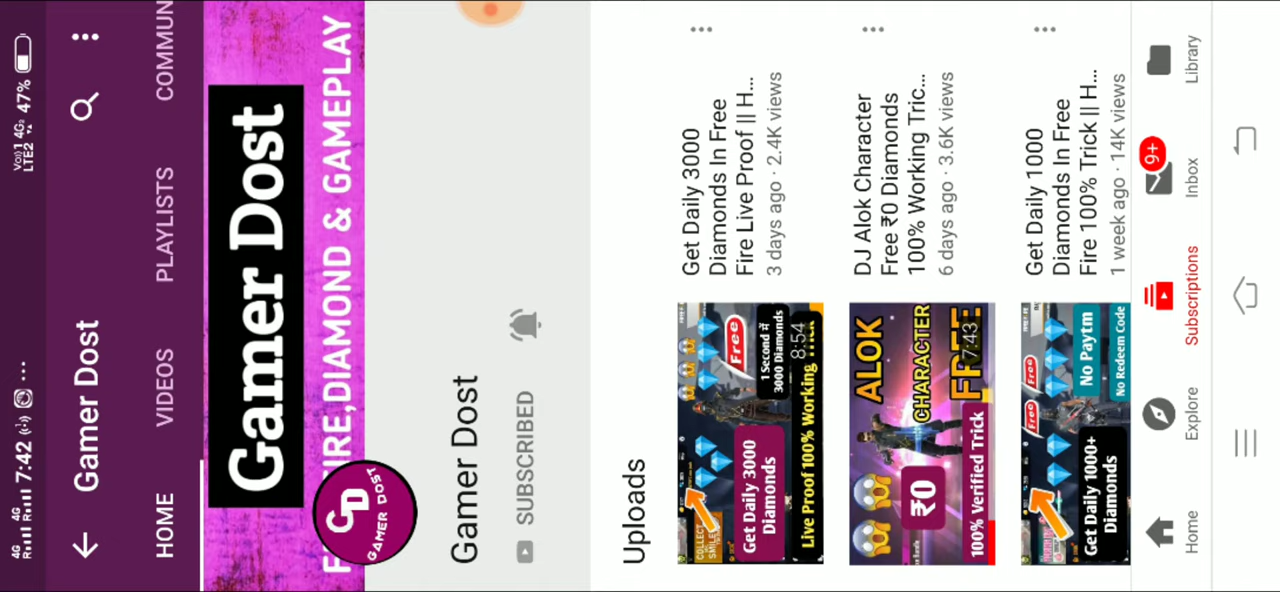 4G 4G 7:42
Vo)) 1 4G2 LTE2 47%
Gamer Dost
HOME VIDEOS PLAYLISTS COMMUN
Gamer Dost
IRE,DIAMOND & GAMEPLAY
GD
GAMER DOST
Gamer Dost
SUBSCRIBED
Uploads
Get Daily 3000
Diamonds
Free
1 Second में
3000 Diamonds
Live Proof 100% Working
8:54
Get Daily 3000
Diamonds In Free
Fire Live Proof || H...
3 days ago · 2.4K views
ALOK
CHARACTER
FREE
₹0
100% Verified Trick
7:43
DJ Alok Character
Free ₹0 Diamonds
100% Working Tric...
6 days ago · 3.6K views
Free
Free
Get Daily 1000+
Diamonds
No Paytm
No Redeem Code
Get Daily 1000
Diamonds In Free
Fire 100% Trick || H...
1 week ago · 14K views
9+
Home Explore Subscriptions Inbox Library